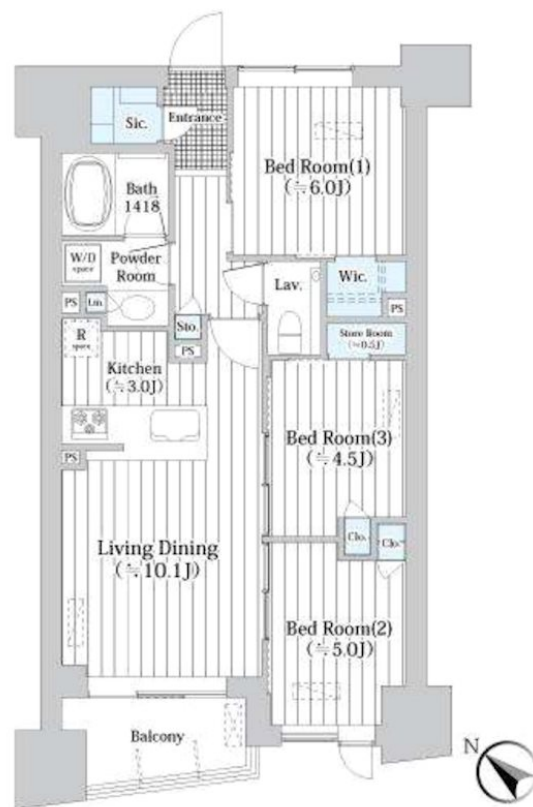 Sic.
Entrance
Bed Room(1)
(≒6.0J)
Bath
1418
W/D
space
Powder
Room
Lav.
Wic.
PS
Lin.
PS
Sto.
Store Room
(≒0.5J)
R
space
PS
Kitchen
(≒3.0J)
Bed Room(3)
(≒4.5J)
PS
Clo.
Clo.
Living Dining
(≒10.1J)
Bed Room(2)
(≒5.0J)
Balcony
N